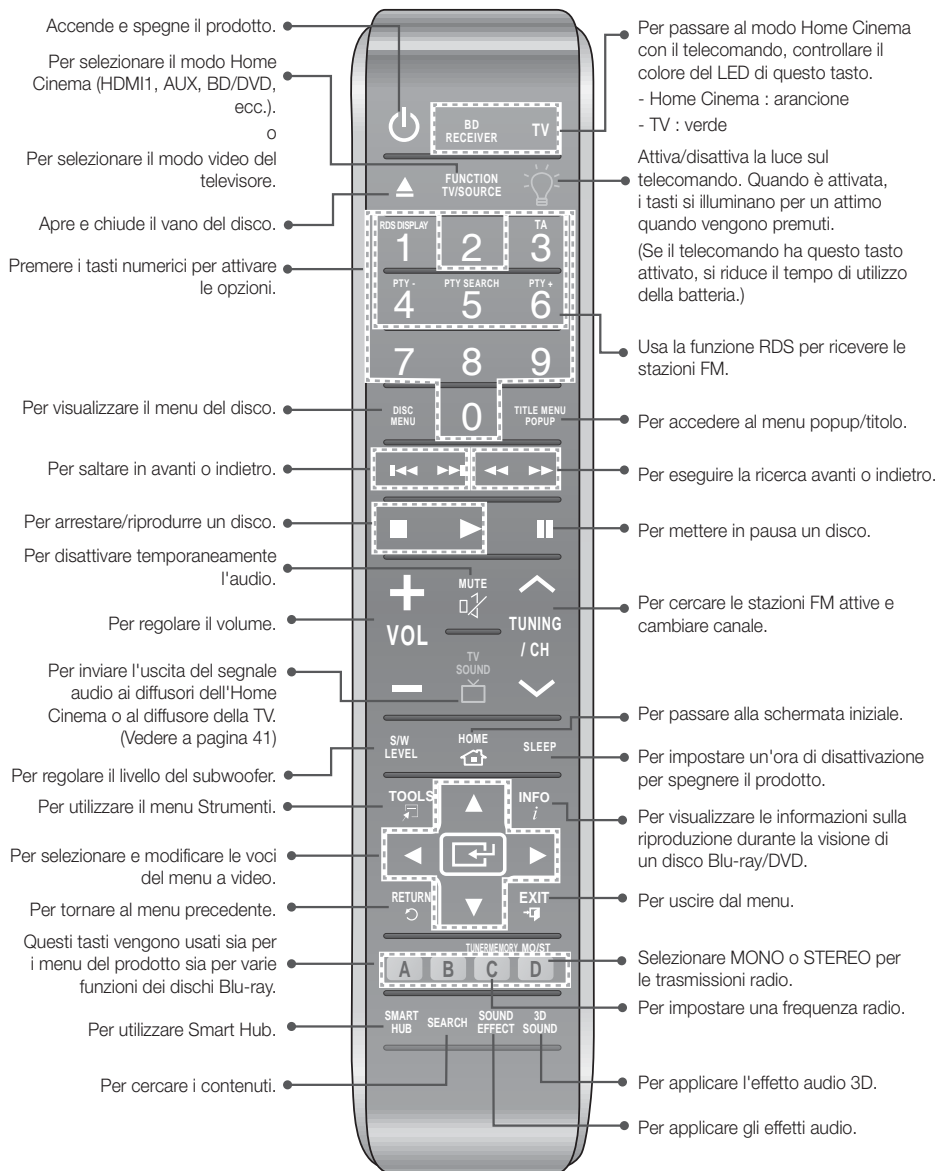 Accende e spegne il prodotto.
Per selezionare il modo Home
Cinema (HDMI1, AUX, BD/DVD,
ecc.).
o
Per selezionare il modo video del
televisore.
Apre e chiude il vano del disco.
Premere i tasti numerici per attivare
le opzioni.
Per visualizzare il menu del disco.
Per saltare in avanti o indietro.
Per arrestare/riprodurre un disco.
Per disattivare temporaneamente
l'audio.
Per regolare il volume.
Per inviare l'uscita del segnale
audio ai diffusori dell'Home
Cinema o al diffusore della TV.
(Vedere a pagina 41)
Per regolare il livello del subwoofer.
Per utilizzare il menu Strumenti.
Per selezionare e modificare le voci
del menu a video.
Per tornare al menu precedente.
Questi tasti vengono usati sia per
i menu del prodotto sia per varie
funzioni dei dischi Blu-ray.
Per utilizzare Smart Hub.
Per cercare i contenuti.
BD
RECEIVER
TV
FUNCTION
TV/SOURCE
RDS DISPLAY
TA
1 2 3
PTY -
PTY SEARCH
PTY +
4 5 6
7 8 9
DISC
MENU
0
TITLE MENU
POPUP
MUTE
VOL
TUNING
/ CH
TV
SOUND
S/W
LEVEL
HOME
SLEEP
TOOLS
INFO
i
RETURN
EXIT
TUNERMEMORY MO/ST
A B C D
SMART
HUB
SEARCH
SOUND
EFFECT
3D
SOUND
Per passare al modo Home Cinema
con il telecomando, controllare il
colore del LED di questo tasto.
- Home Cinema : arancione
- TV : verde
Attiva/disattiva la luce sul
telecomando. Quando è attivata,
i tasti si illuminano per un attimo
quando vengono premuti.
(Se il telecomando ha questo tasto
attivato, si riduce il tempo di utilizzo
della batteria.)
Usa la funzione RDS per ricevere le
stazioni FM.
Per accedere al menu popup/titolo.
Per eseguire la ricerca avanti o indietro.
Per mettere in pausa un disco.
Per cercare le stazioni FM attive e
cambiare canale.
Per passare alla schermata iniziale.
Per impostare un'ora di disattivazione
per spegnere il prodotto.
Per visualizzare le informazioni sulla
riproduzione durante la visione di
un disco Blu-ray/DVD.
Per uscire dal menu.
Selezionare MONO o STEREO per
le trasmissioni radio.
Per impostare una frequenza radio.
Per applicare l'effetto audio 3D.
Per applicare gli effetti audio.